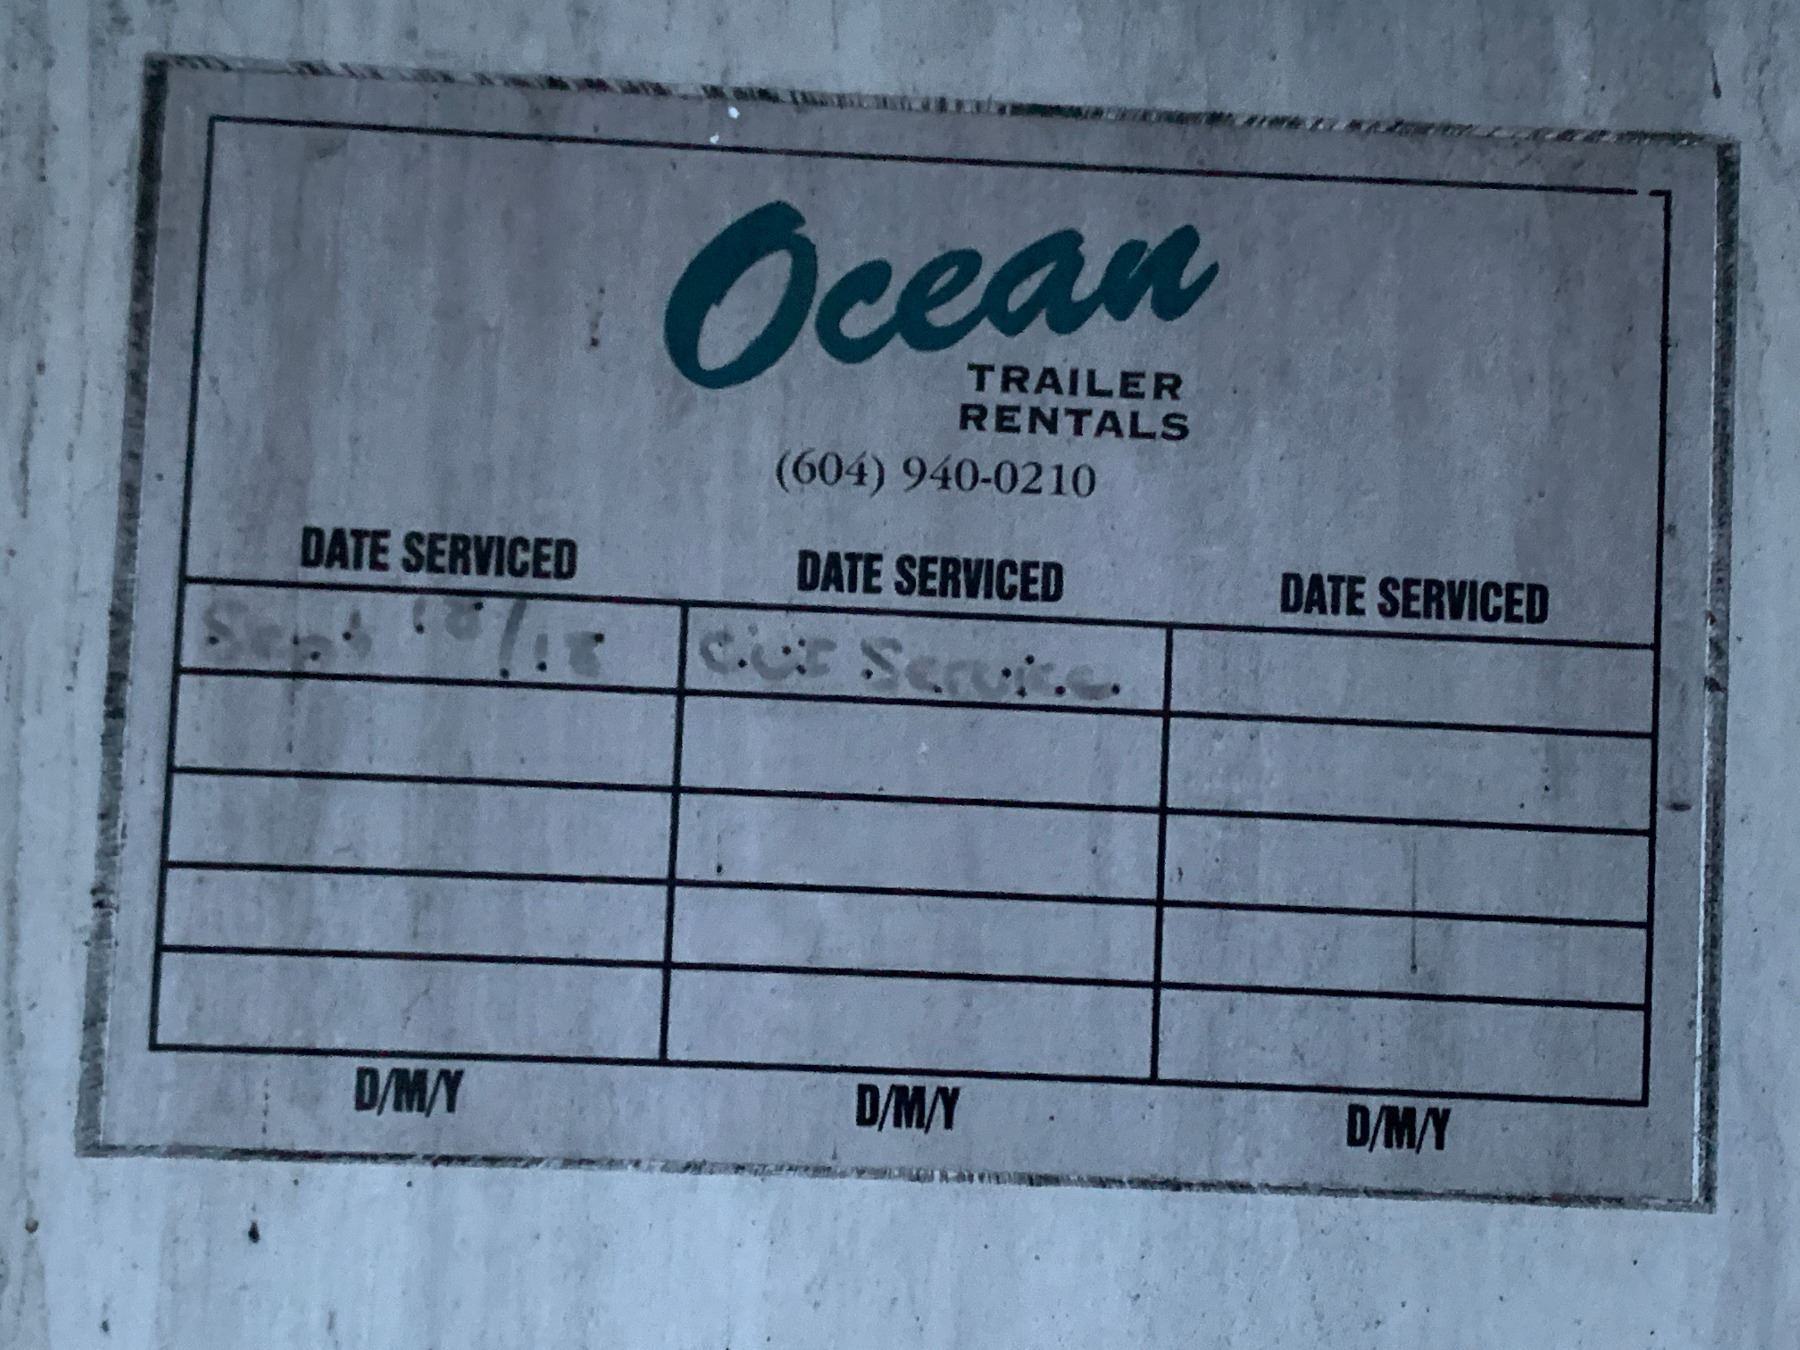 Ocean
TRAILER
RENTALS
(604) 940-0210
DATE SERVICED DATE SERVICED DATE SERVICED
Sept 18/18 Service
D/M/Y D/M/Y D/M/Y